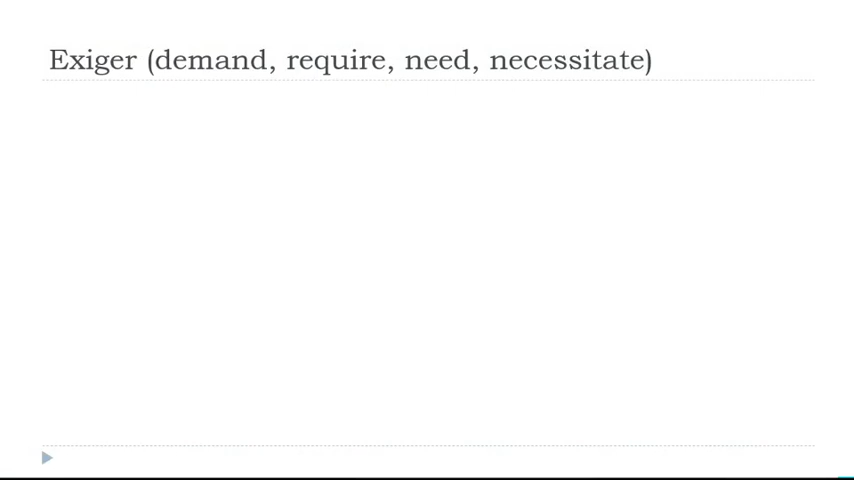 Exiger (demand, require, need, necessitate)